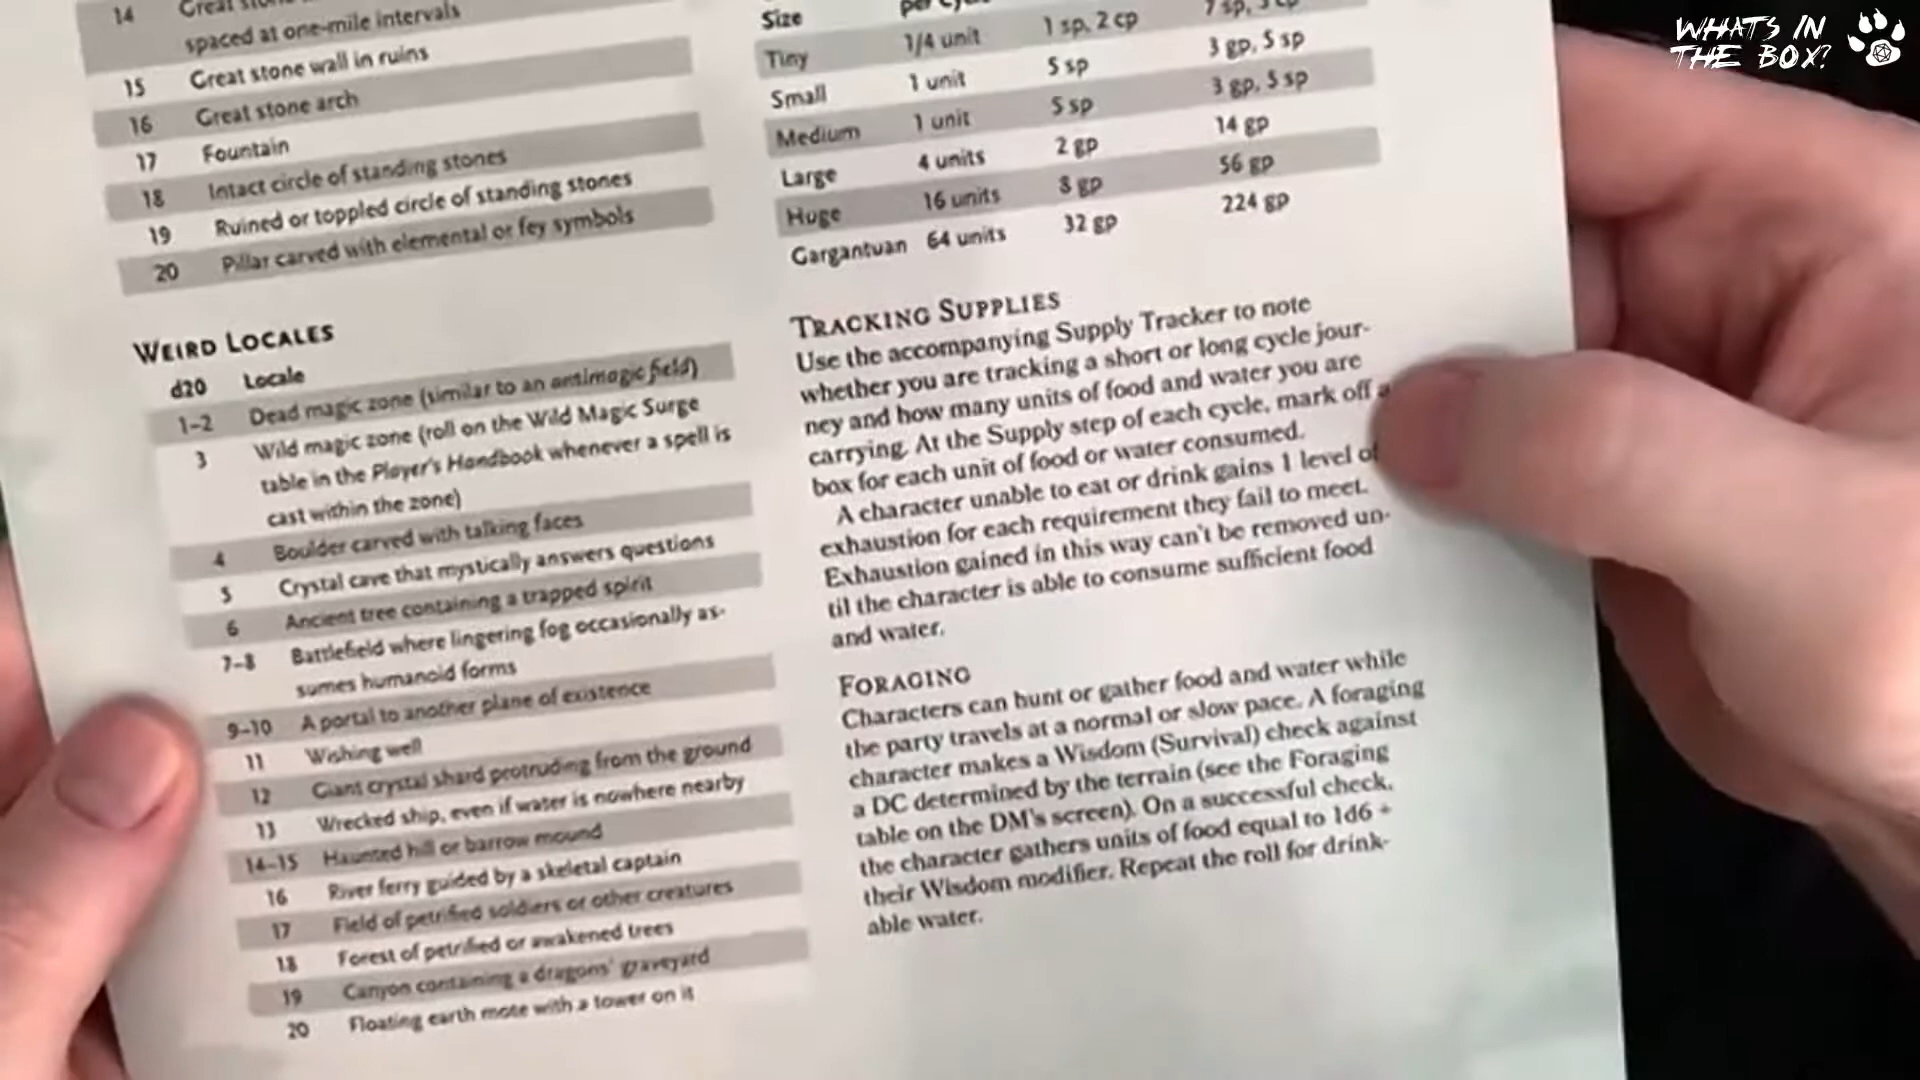 WHAT'S IN
THE BOX?
14 Great
spaced at one-mile intervals
15 Great stone wall in ruins
16 Great stone arch
17 Fountain
18 Intact circle of standing stones
19 Ruined or toppled circle of standing stones
20 Pillar carved with elemental or fey symbols
WEIRD LOCALES
d20 Locale
1–2 Dead magic zone (similar to an antimagic field)
3 Wild magic zone (roll on the Wild Magic Surge
table in the Player's Handbook whenever a spell is
cast within the zone)
4 Boulder carved with talking faces
5 Crystal cave that mystically answers questions
6 Ancient tree containing a trapped spirit
7–8 Battlefield where lingering fog occasionally as-
sumes humanoid forms
9–10 A portal to another plane of existence
11 Wishing well
12 Giant crystal shard protruding from the ground
13 Wrecked ship, even if water is nowhere nearby
14–15 Haunted hill or barrow mound
16 River ferry guided by a skeletal captain
17 Field of petrified soldiers or other creatures
18 Forest of petrified or awakened trees
19 Canyon containing a dragons' graveyard
20 Floating earth mote with a tower on it
Size per Cycle
Tiny 1/4 unit 1 sp, 2 cp 7 sp,
Small 1 unit 5 sp 3 gp, 5 sp
Medium 1 unit 5 sp 3 gp, 5 sp
Large 4 units 2 gp 14 gp
Huge 16 units 8 gp 56 gp
Gargantuan 64 units 32 gp 224 gp
TRACKING SUPPLIES
Use the accompanying Supply Tracker to note
whether you are tracking a short or long cycle jour-
ney and how many units of food and water you are
carrying. At the Supply step of each cycle, mark off a
box for each unit of food or water consumed.
A character unable to eat or drink gains 1 level of
exhaustion for each requirement they fail to meet.
Exhaustion gained in this way can't be removed un-
til the character is able to consume sufficient food
and water.
FORAGING
Characters can hunt or gather food and water while
the party travels at a normal or slow pace. A foraging
character makes a Wisdom (Survival) check against
a DC determined by the terrain (see the Foraging
table on the DM's screen). On a successful check,
the character gathers units of food equal to 1d6 +
their Wisdom modifier. Repeat the roll for drink-
able water.